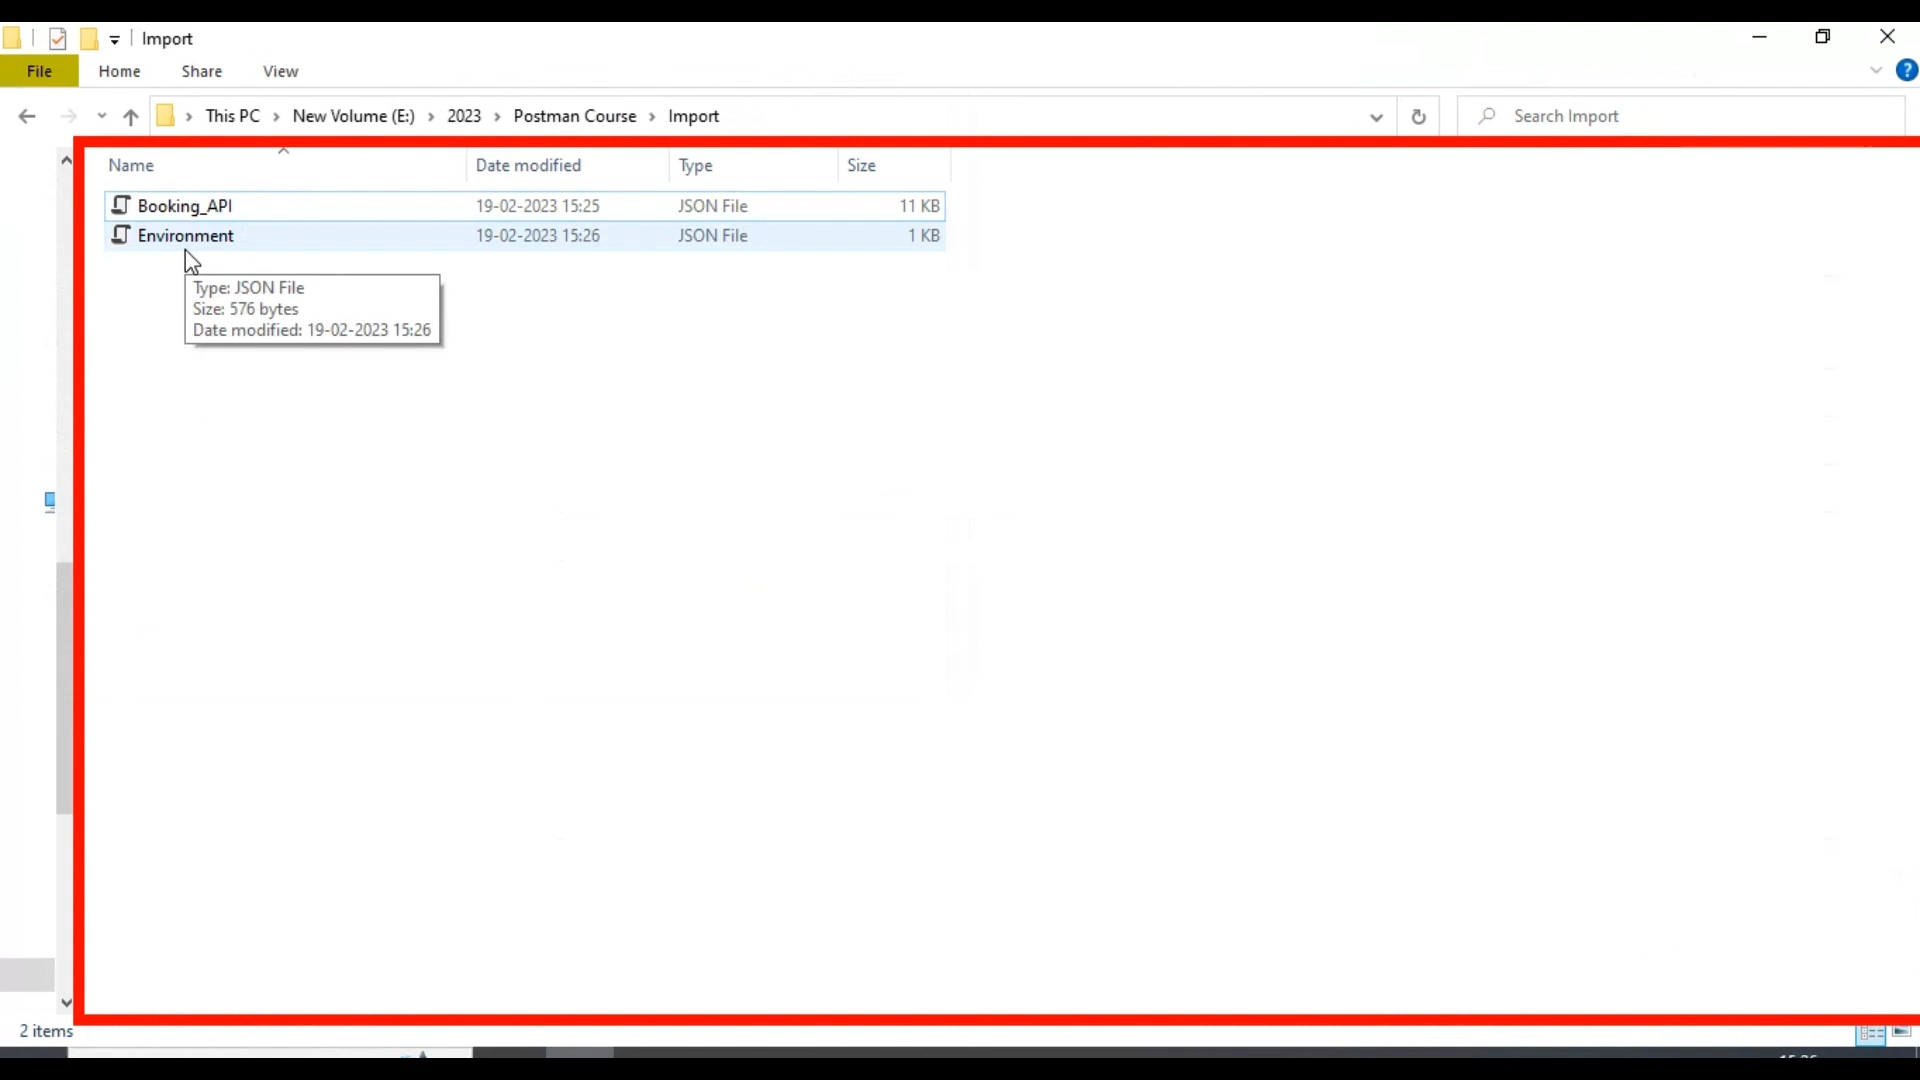 Import
File Home Share View
This PC > New Volume (E:) > 2023 > Postman Course > Import
Search Import
Name Date modified Type Size
Booking_API 19-02-2023 15:25 JSON File 11 KB
Environment 19-02-2023 15:26 JSON File 1 KB
Type: JSON File
Size: 576 bytes
Date modified: 19-02-2023 15:26
2 items